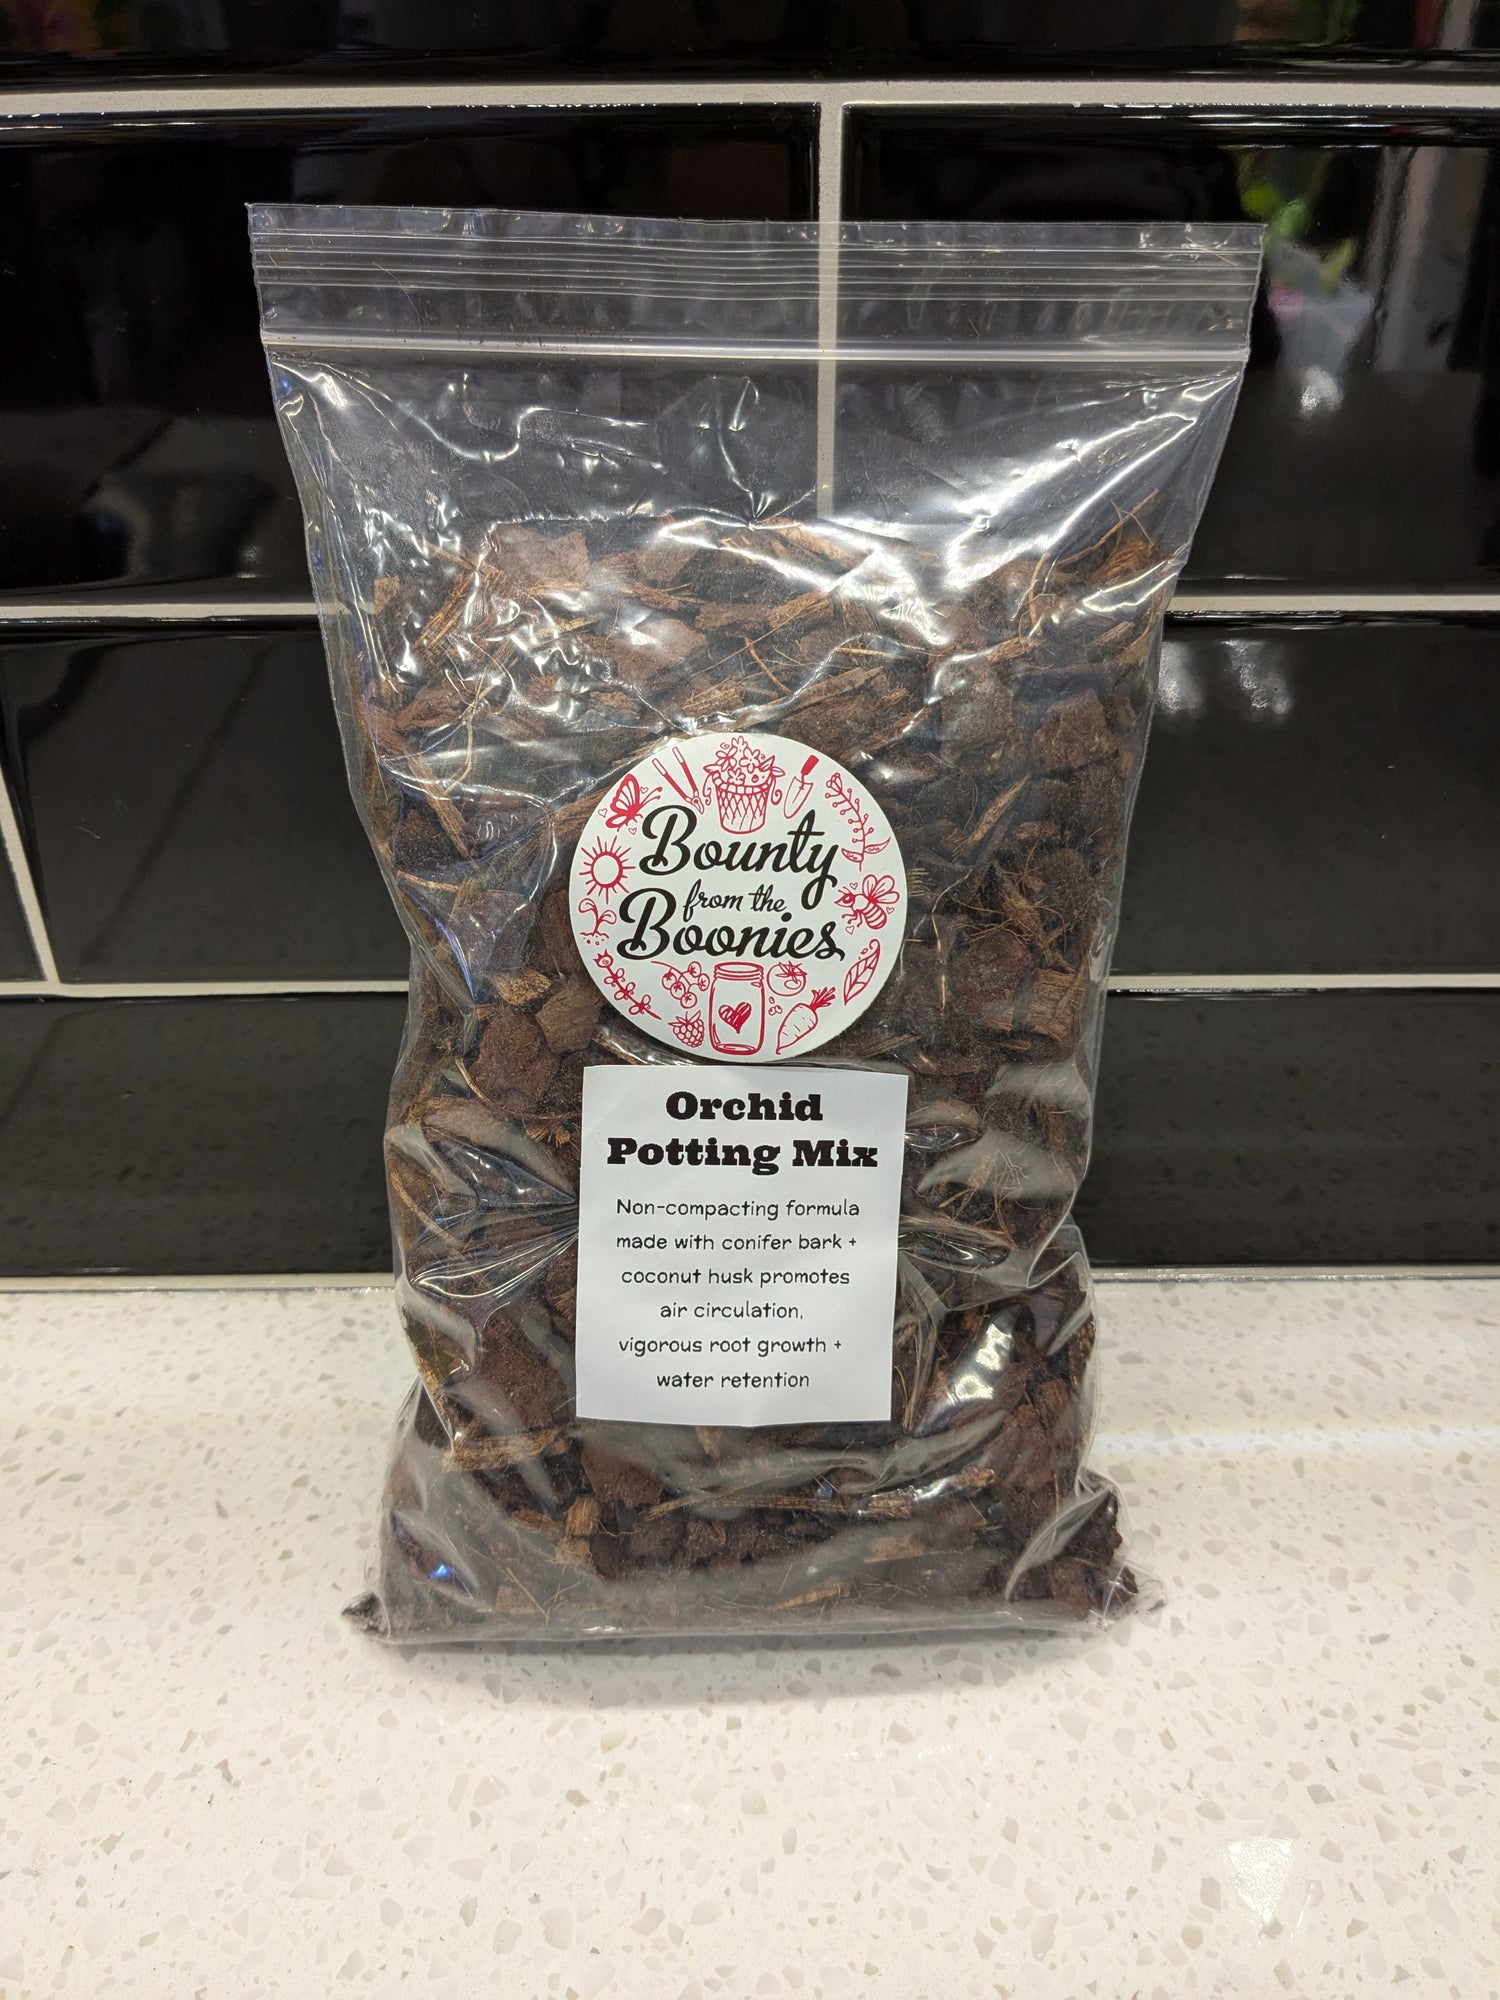 Bounty
from the
Boonies
Orchid
Potting Mix
Non-compacting formula
made with conifer bark +
coconut husk promotes
air circulation,
vigorous root growth +
water retention